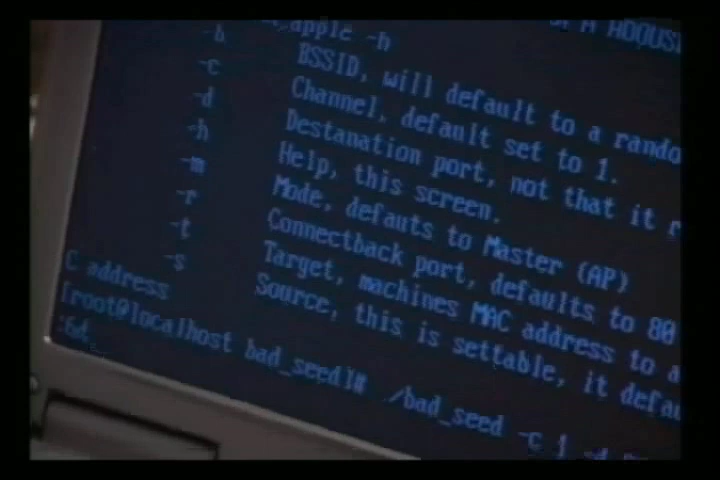 apple -h
-b BSSID, will default to a rando
-c Channel, default set to 1.
-d Destanation port, not that it r
-h Help, this screen.
-m Mode, defauts to Master (AP)
-r Connectback port, defaults to 80
-t Target, machines MAC address to a
-s Source, this is settable, it defau
C address
[root@localhost bad_seed]# ./bad_seed -c 1 -d
:6d